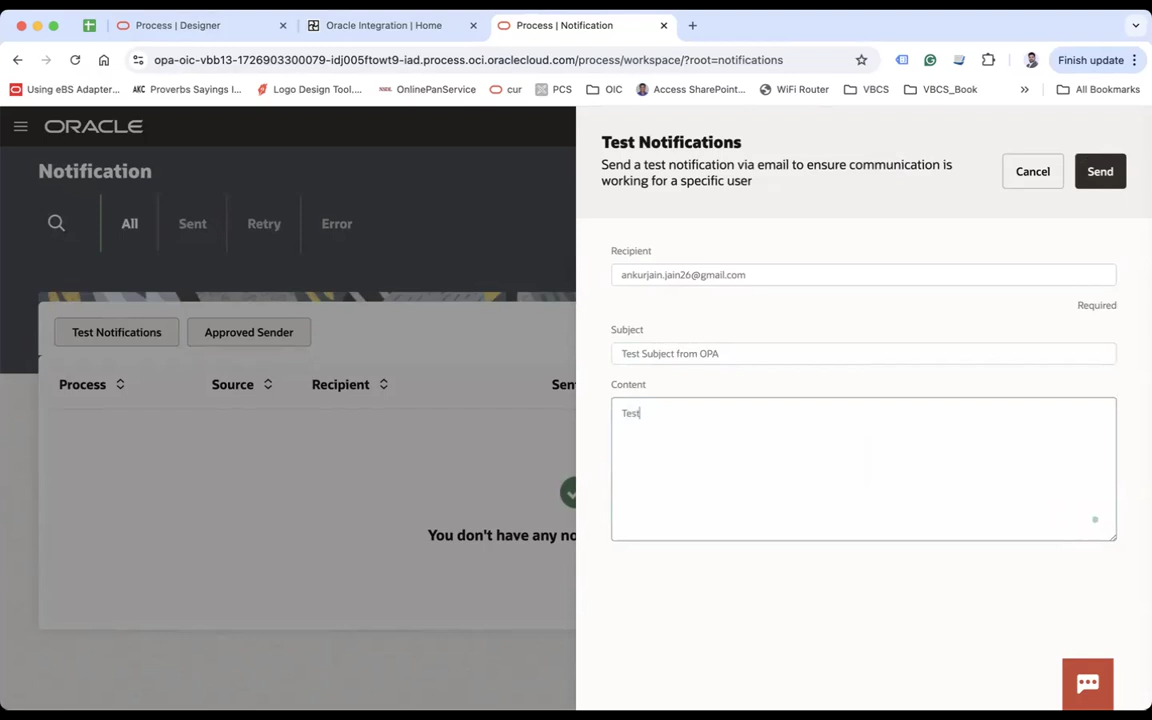 Process | Designer
Oracle Integration | Home
Process | Notification
opa-oic-vbb13-1726903300079-idj005ftowt9-iad.process.oci.oraclecloud.com/process/workspace/?root=notifications
Finish update
Using eBS Adapter...
AKC Proverbs Sayings I...
Logo Design Tool....
NSDL OnlinePanService
cur
PCS
OIC
Access SharePoint...
WiFi Router
VBCS
VBCS_Book
All Bookmarks
ORACLE
Notification
All
Sent
Retry
Error
Test Notifications
Approved Sender
Process
Source
Recipient
Sen
You don't have any no
Test Notifications
Send a test notification via email to ensure communication is
working for a specific user
Cancel
Send
Recipient
ankurjain.jain26@gmail.com
Required
Subject
Test Subject from OPA
Content
Test